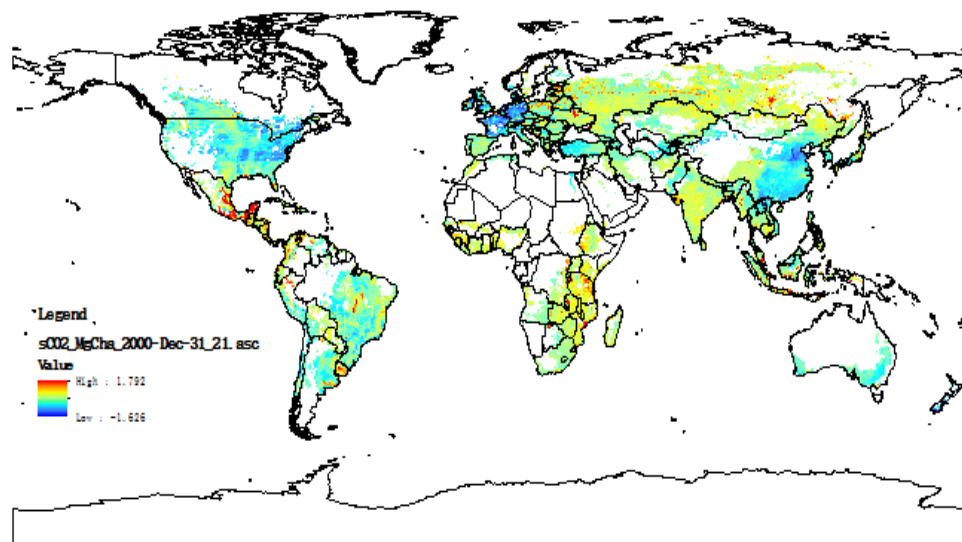 Legend
sCO2_MgCha_2000-Dec-31_21.asc
Value
High : 1.792
Low : -1.626